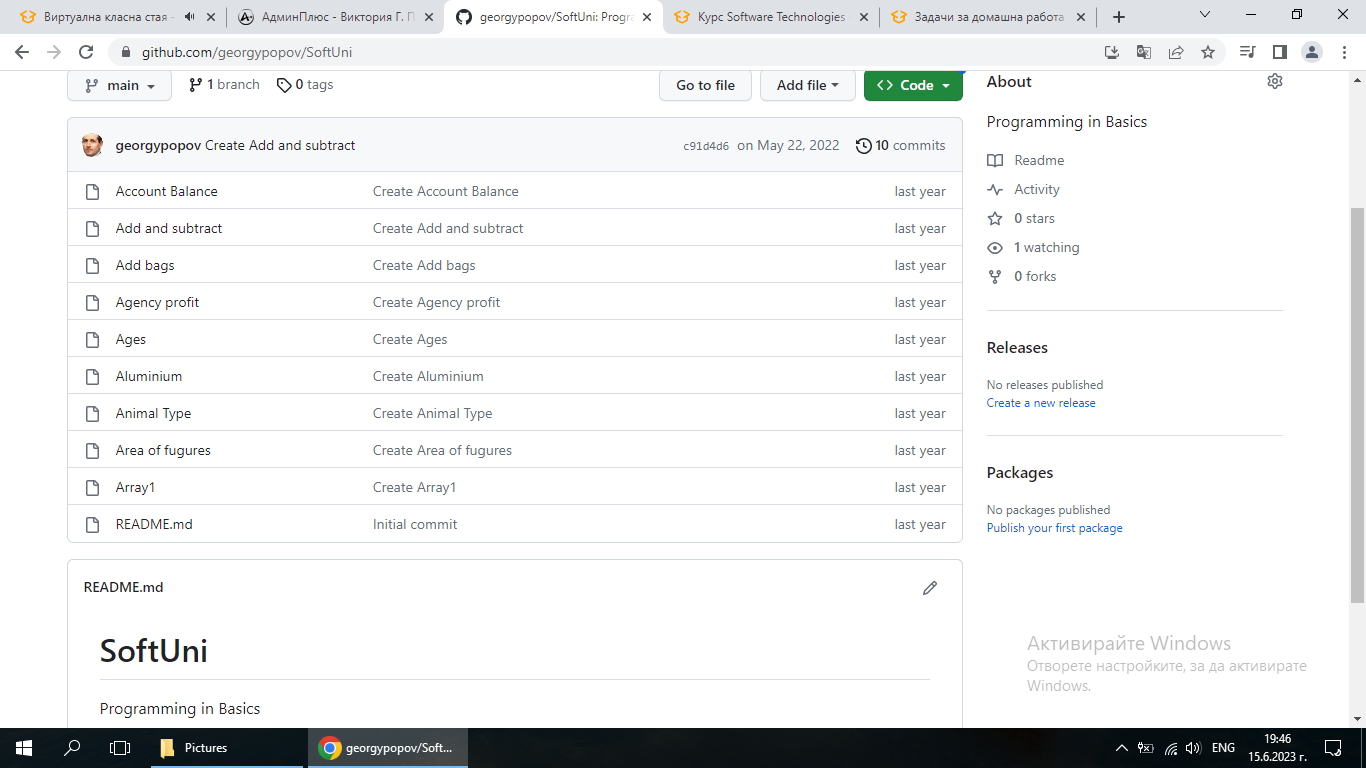 Виртуална класна стая -
АдминПлюс - Виктория Г. П
georgypopov/SoftUni: Progra
Курс Software Technologies
Задачи за домашна работа
github.com/georgypopov/SoftUni
main
1 branch
0 tags
Go to file
Add file
Code
georgypopov Create Add and subtract
c91d4d6 on May 22, 2022
10 commits
Account Balance Create Account Balance last year
Add and subtract Create Add and subtract last year
Add bags Create Add bags last year
Agency profit Create Agency profit last year
Ages Create Ages last year
Aluminium Create Aluminium last year
Animal Type Create Animal Type last year
Area of fugures Create Area of fugures last year
Array1 Create Array1 last year
README.md Initial commit last year
README.md
SoftUni
Programming in Basics
About
Programming in Basics
Readme
Activity
0 stars
1 watching
0 forks
Releases
No releases published
Create a new release
Packages
No packages published
Publish your first package
Активирайте Windows
Отворете настройките, за да активирате
Windows.
Pictures
georgypopov/Soft...
ENG
19:46
15.6.2023 г.